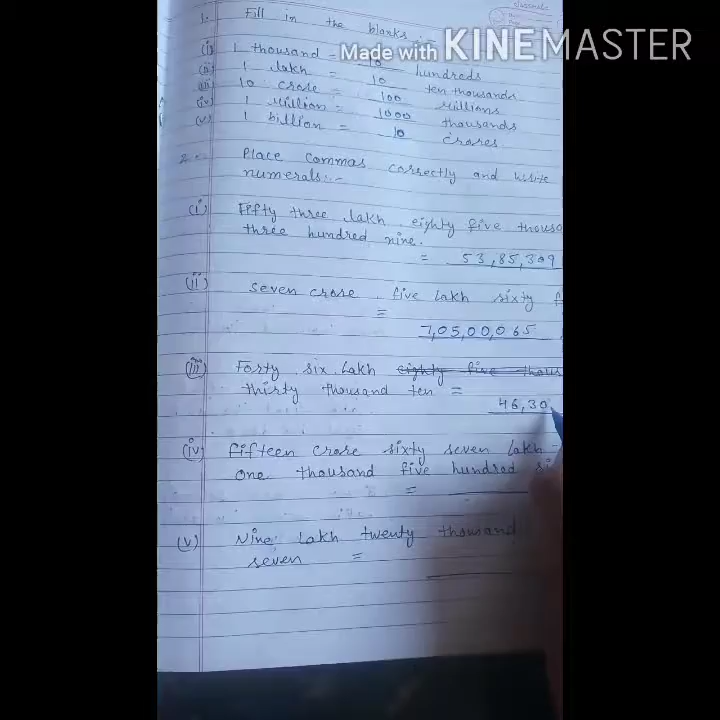 1. Fill in the blanks :-
Made with KINEMASTER
(i) 1 thousand = 10 hundreds
(ii) 1 lakh = 10 ten thousands
(iii) 10 crore = 100 millions
(iv) 1 million = 1000 thousands
(v) 1 billion = 10 crores
2. Place commas correctly and write
numerals:-
(i) Fifty three lakh eighty five thous
three hundred nine.
= 53,85,309
(ii) seven crore five lakh sixty f
= 7,05,00,065
(iii) Forty six lakh eighty five thous
thirty thousand ten =
46,30
(iv) fifteen crore sixty seven lakh
one thousand five hundred si
=
(v) Nine lakh twenty thousand
seven =